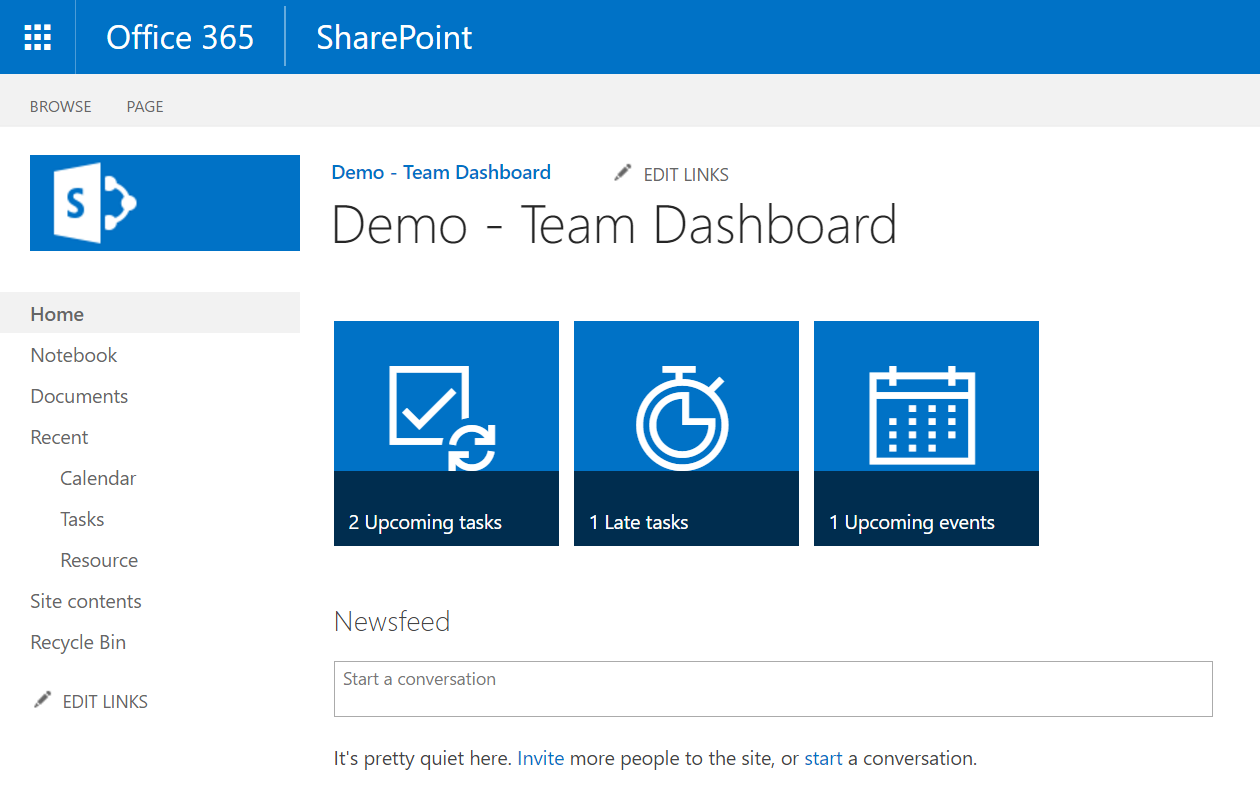 Office 365 SharePoint
BROWSE PAGE
S
Demo - Team Dashboard EDIT LINKS
Demo - Team Dashboard
Home
Notebook
Documents
Recent
Calendar
Tasks
Resource
Site contents
Recycle Bin
EDIT LINKS
2 Upcoming tasks
1 Late tasks
1 Upcoming events
Newsfeed
Start a conversation
It's pretty quiet here. Invite more people to the site, or start a conversation.